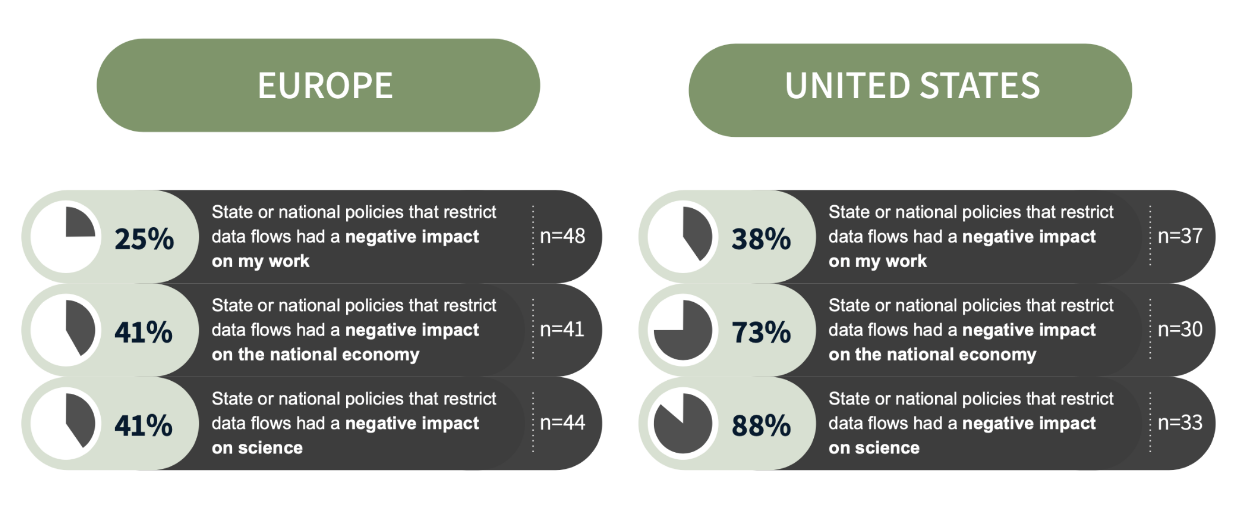 EUROPE
25%
State or national policies that restrict
data flows had a negative impact
on my work
n=48
41%
State or national policies that restrict
data flows had a negative impact
on the national economy
n=41
41%
State or national policies that restrict
data flows had a negative impact
on science
n=44
UNITED STATES
38%
State or national policies that restrict
data flows had a negative impact
on my work
n=37
73%
State or national policies that restrict
data flows had a negative impact
on the national economy
n=30
88%
State or national policies that restrict
data flows had a negative impact
on science
n=33